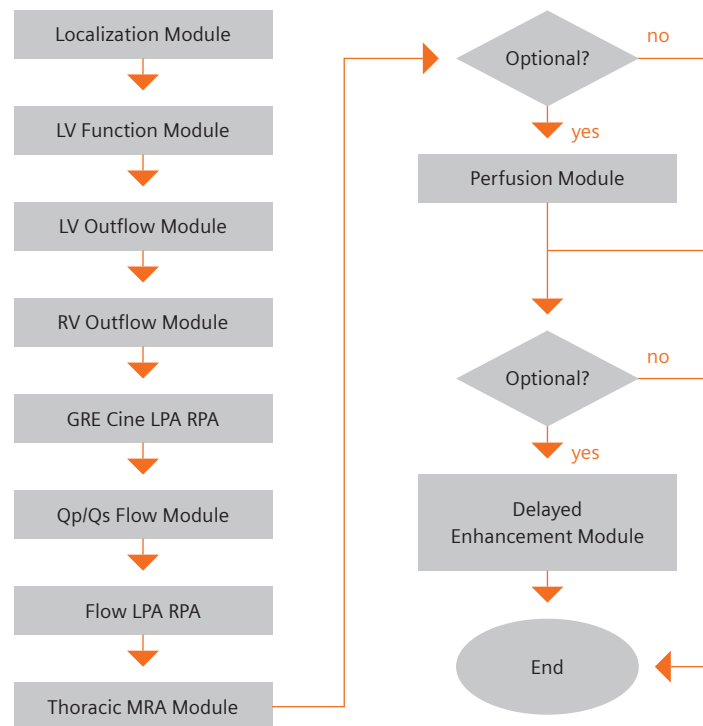 Localization Module
LV Function Module
LV Outflow Module
RV Outflow Module
GRE Cine LPA RPA
Qp/Qs Flow Module
Flow LPA RPA
Thoracic MRA Module
Optional?
no
yes
Perfusion Module
Optional?
no
yes
Delayed
Enhancement Module
End